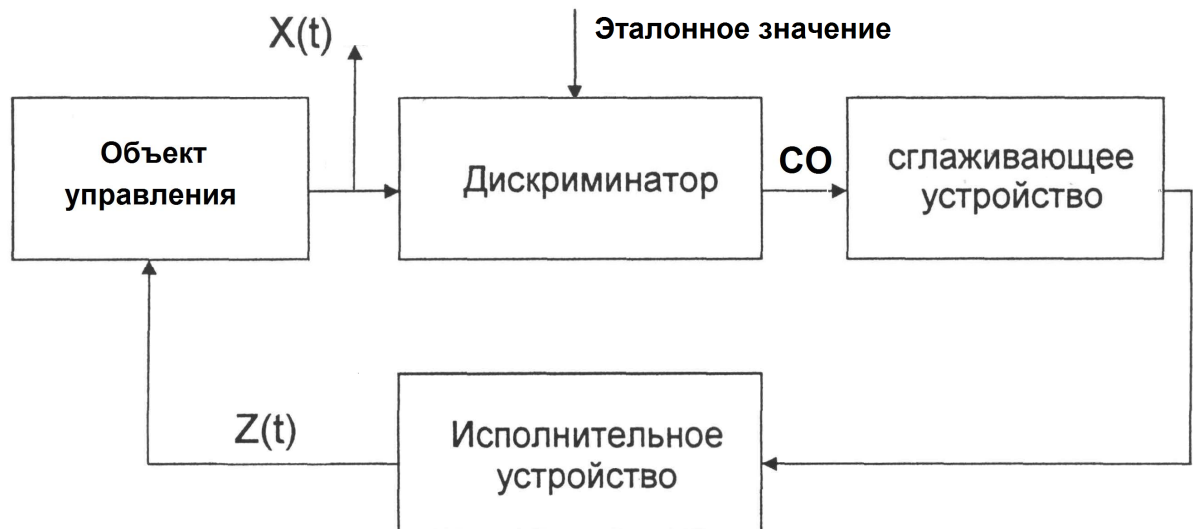 X(t)
Эталонное значение
Объект
управления
Дискриминатор
СО
сглаживающее
устройство
Z(t)
Исполнительное
устройство